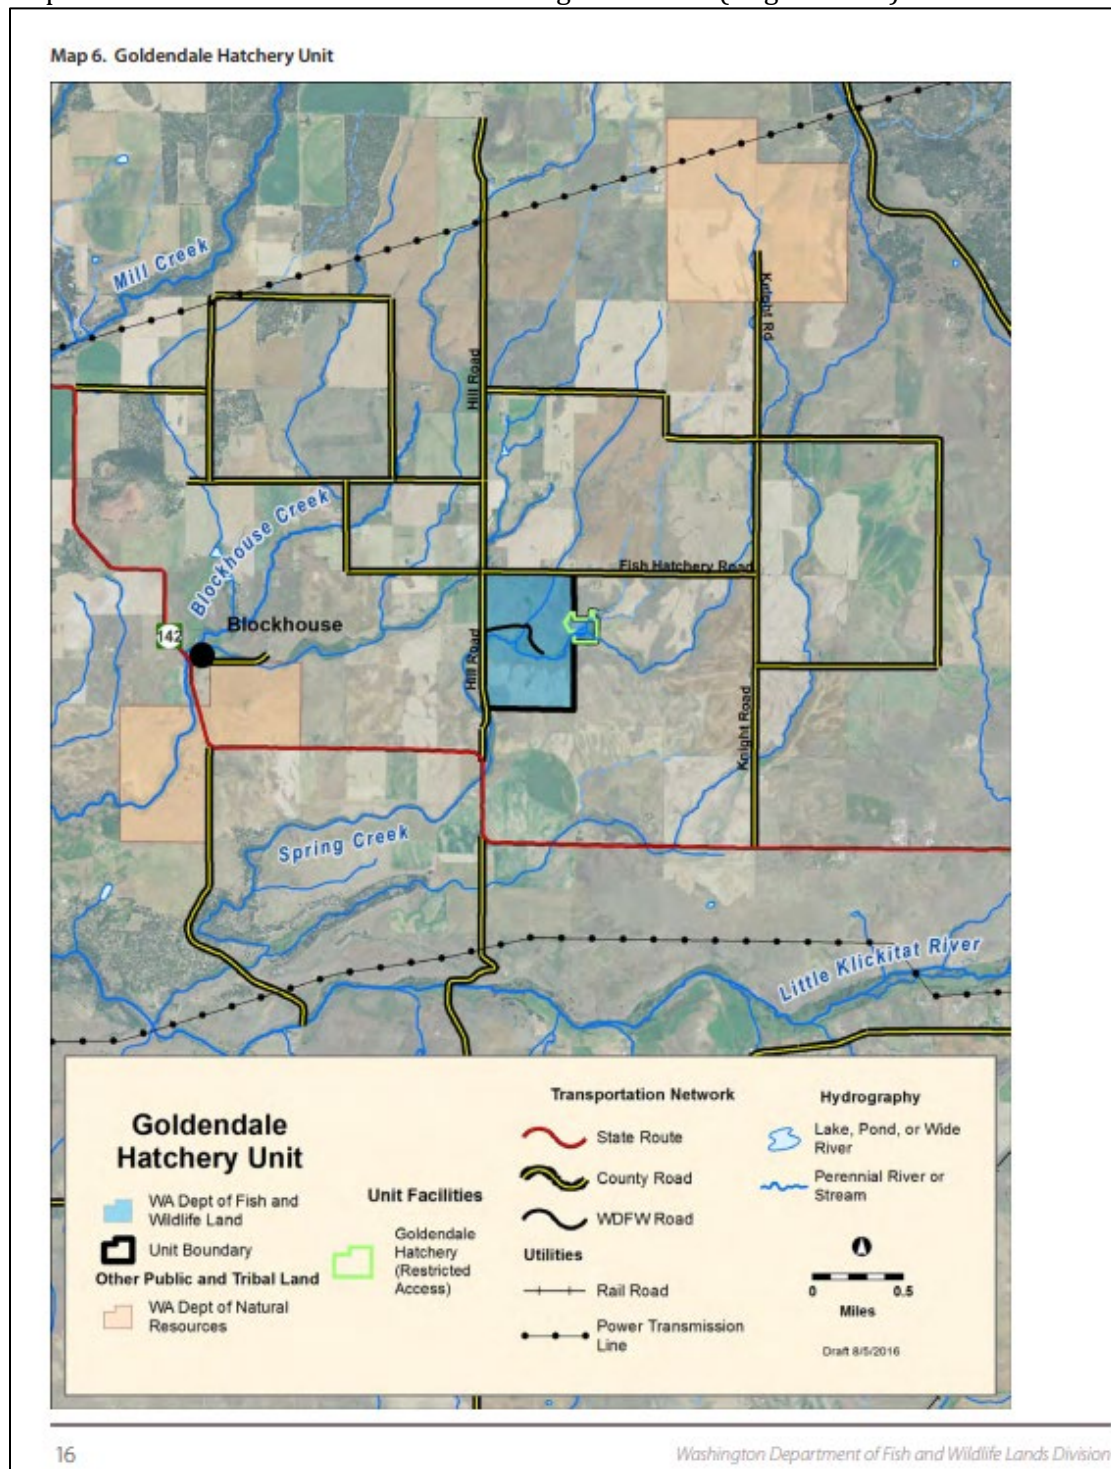 Map 6. Goldendale Hatchery Unit
Mill Creek
Knight Rd
Hill Road
Blockhouse Creek
Fish Hatchery Road
Blockhouse
142
Hill Road
Knight Road
Spring Creek
Little Klickitat River
Goldendale
Hatchery Unit
WA Dept of Fish and
Wildlife Land
Unit Boundary
Other Public and Tribal Land
WA Dept of Natural
Resources
Unit Facilities
Goldendale
Hatchery
(Restricted
Access)
Transportation Network
State Route
County Road
WDFW Road
Utilities
Rail Road
Power Transmission
Line
Hydrography
Lake, Pond, or Wide
River
Perennial River or
Stream
0 0.5
Miles
Draft 8/5/2016
16
Washington Department of Fish and Wildlife Lands Division